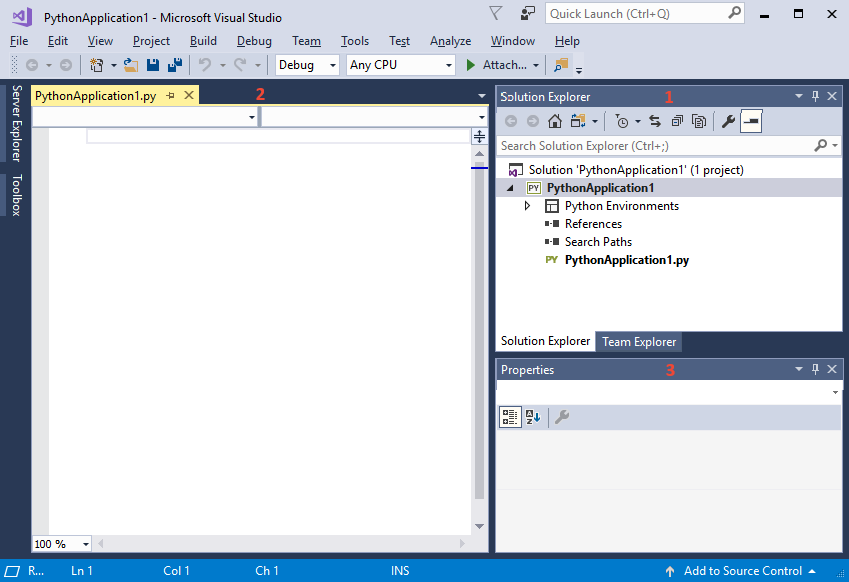 PythonApplication1 - Microsoft Visual Studio
Quick Launch (Ctrl+Q)
File Edit View Project Build Debug Team Tools Test Analyze Window Help
Debug Any CPU Attach...
Server Explorer
Toolbox
PythonApplication1.py 2
Solution Explorer 1
Search Solution Explorer (Ctrl+;)
Solution 'PythonApplication1' (1 project)
PY PythonApplication1
Python Environments
References
Search Paths
PY PythonApplication1.py
Solution Explorer Team Explorer
Properties 3
A
Z
100 %
R... Ln 1 Col 1 Ch 1 INS Add to Source Control